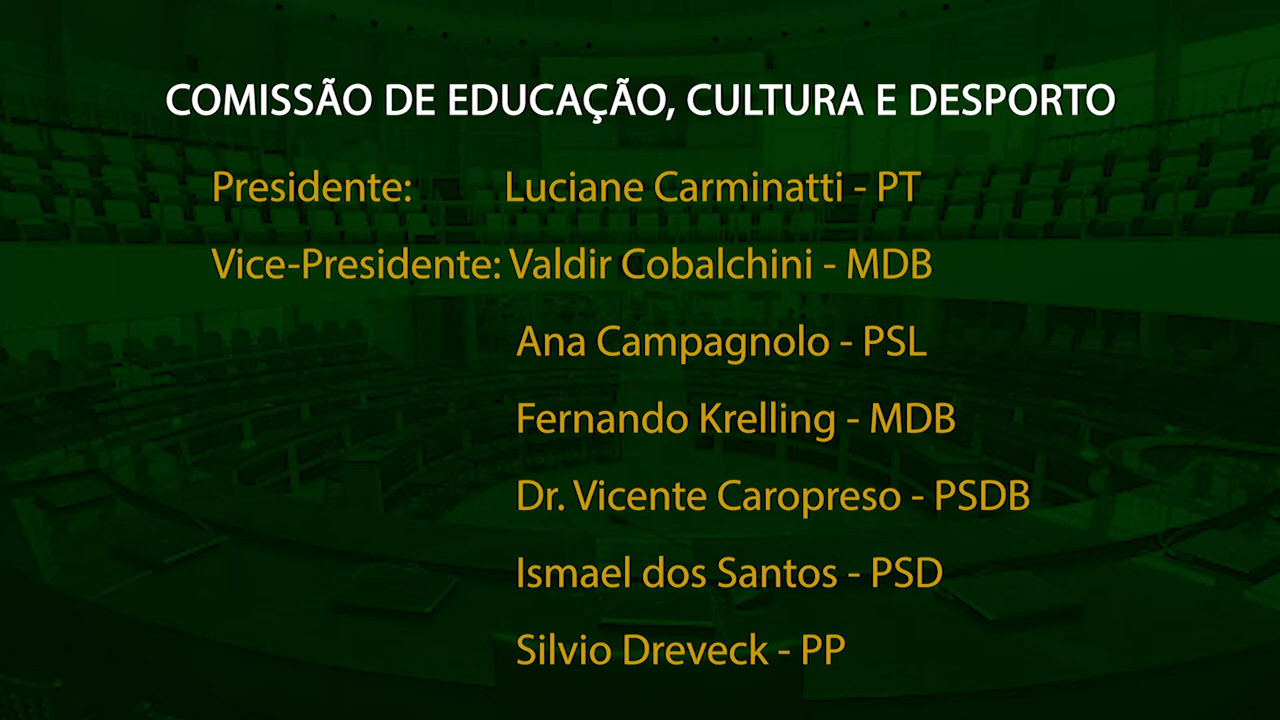 COMISSÃO DE EDUCAÇÃO, CULTURA E DESPORTO
Presidente: Luciane Carminatti - PT
Vice-Presidente: Valdir Cobalchini - MDB
Ana Campagnolo - PSL
Fernando Krelling - MDB
Dr. Vicente Caropreso - PSDB
Ismael dos Santos - PSD
Silvio Dreveck - PP